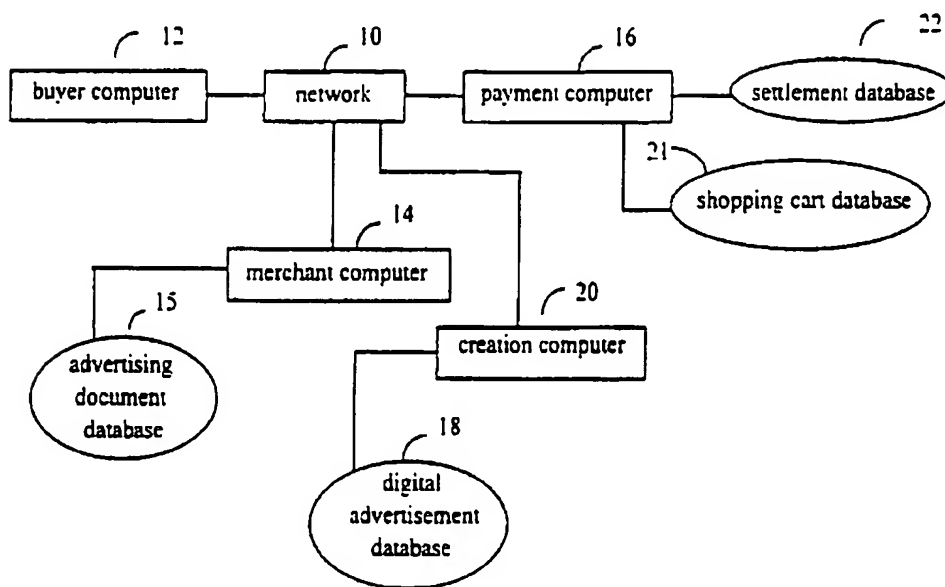 12
10
16
22
buyer computer
network
payment computer
settlement database
21
shopping cart database
14
merchant computer
15
20
advertising
document
database
creation computer
18
digital
advertisement
database